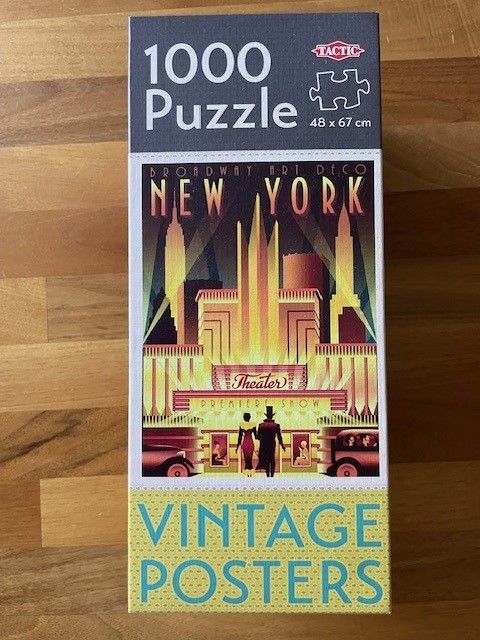 1000
Puzzle
TACTIC
48 x 67 cm
BROADWAY ART DECO
NEW YORK
Theater
PREMIERE SHOW
VINTAGE
POSTERS